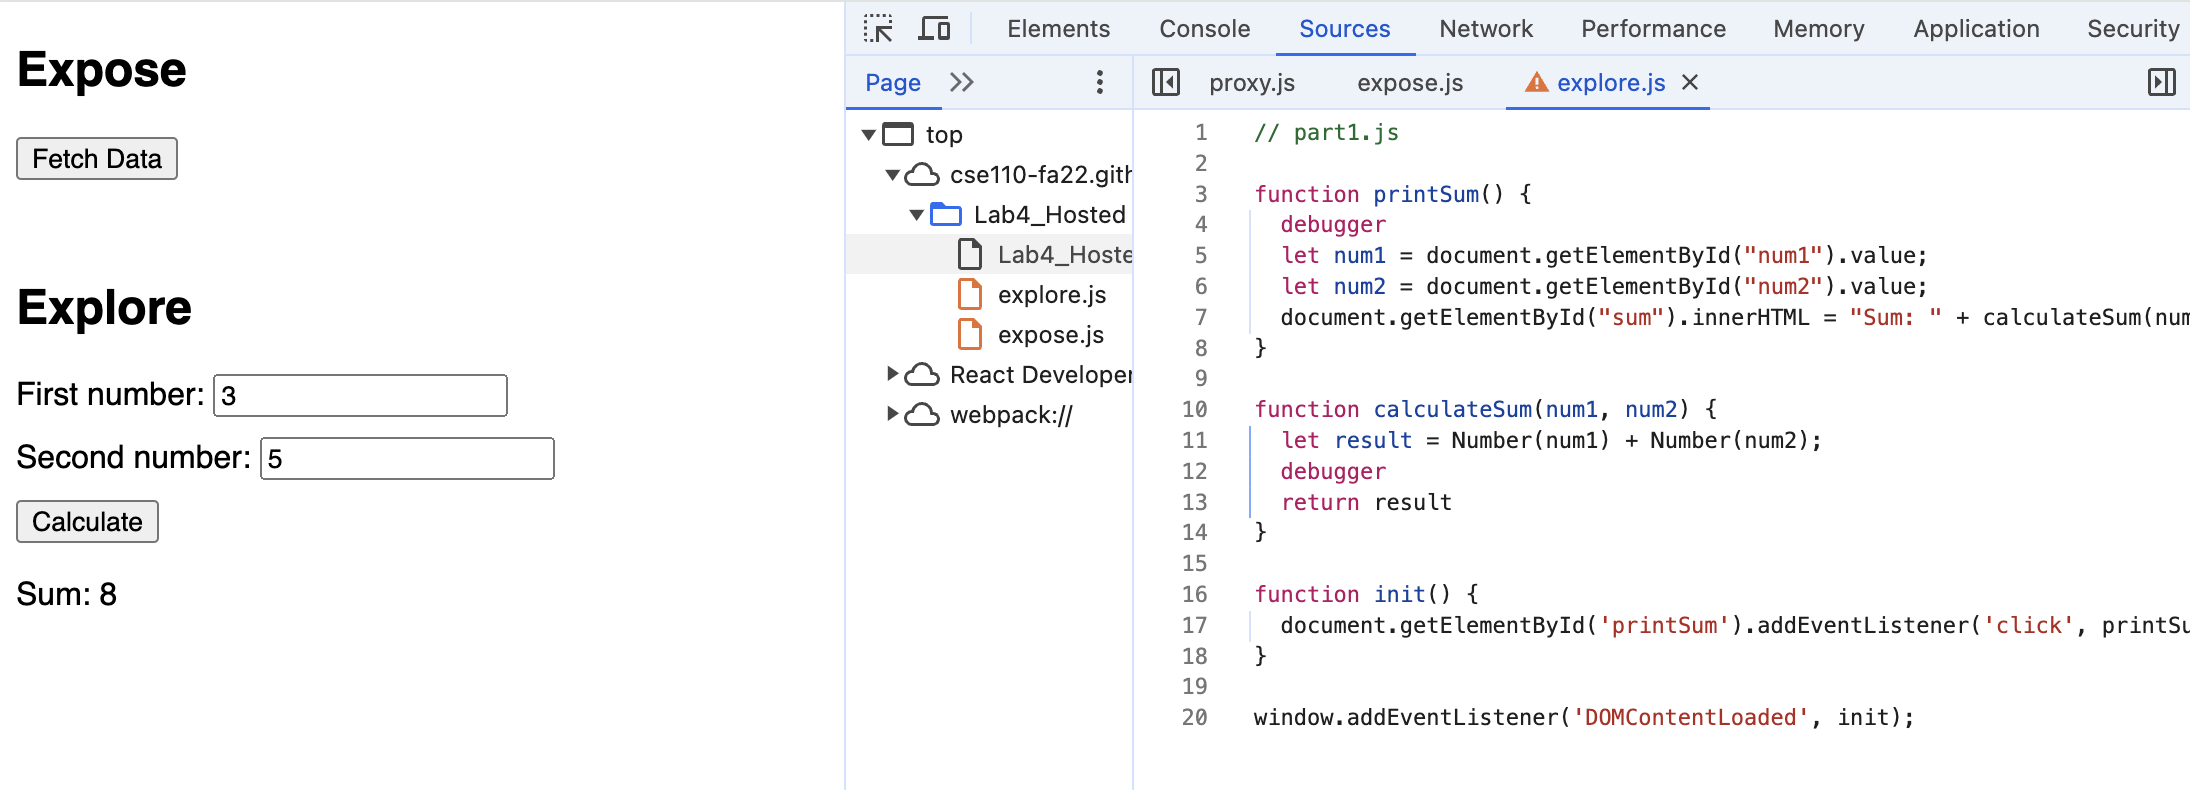 Expose
Fetch Data
Explore
First number: 3
Second number: 5
Calculate
Sum: 8
Elements Console Sources Network Performance Memory Application Security
Page
proxy.js expose.js explore.js
top
cse110-fa22.gith
Lab4_Hosted
Lab4_Hoste
explore.js
expose.js
React Developer
webpack://
1 // part1.js
2
3 function printSum() {
4 debugger
5 let num1 = document.getElementById("num1").value;
6 let num2 = document.getElementById("num2").value;
7 document.getElementById("sum").innerHTML = "Sum: " + calculateSum(num
8 }
9
10 function calculateSum(num1, num2) {
11 let result = Number(num1) + Number(num2);
12 debugger
13 return result
14 }
15
16 function init() {
17 document.getElementById('printSum').addEventListener('click', printSu
18 }
19
20 window.addEventListener('DOMContentLoaded', init);